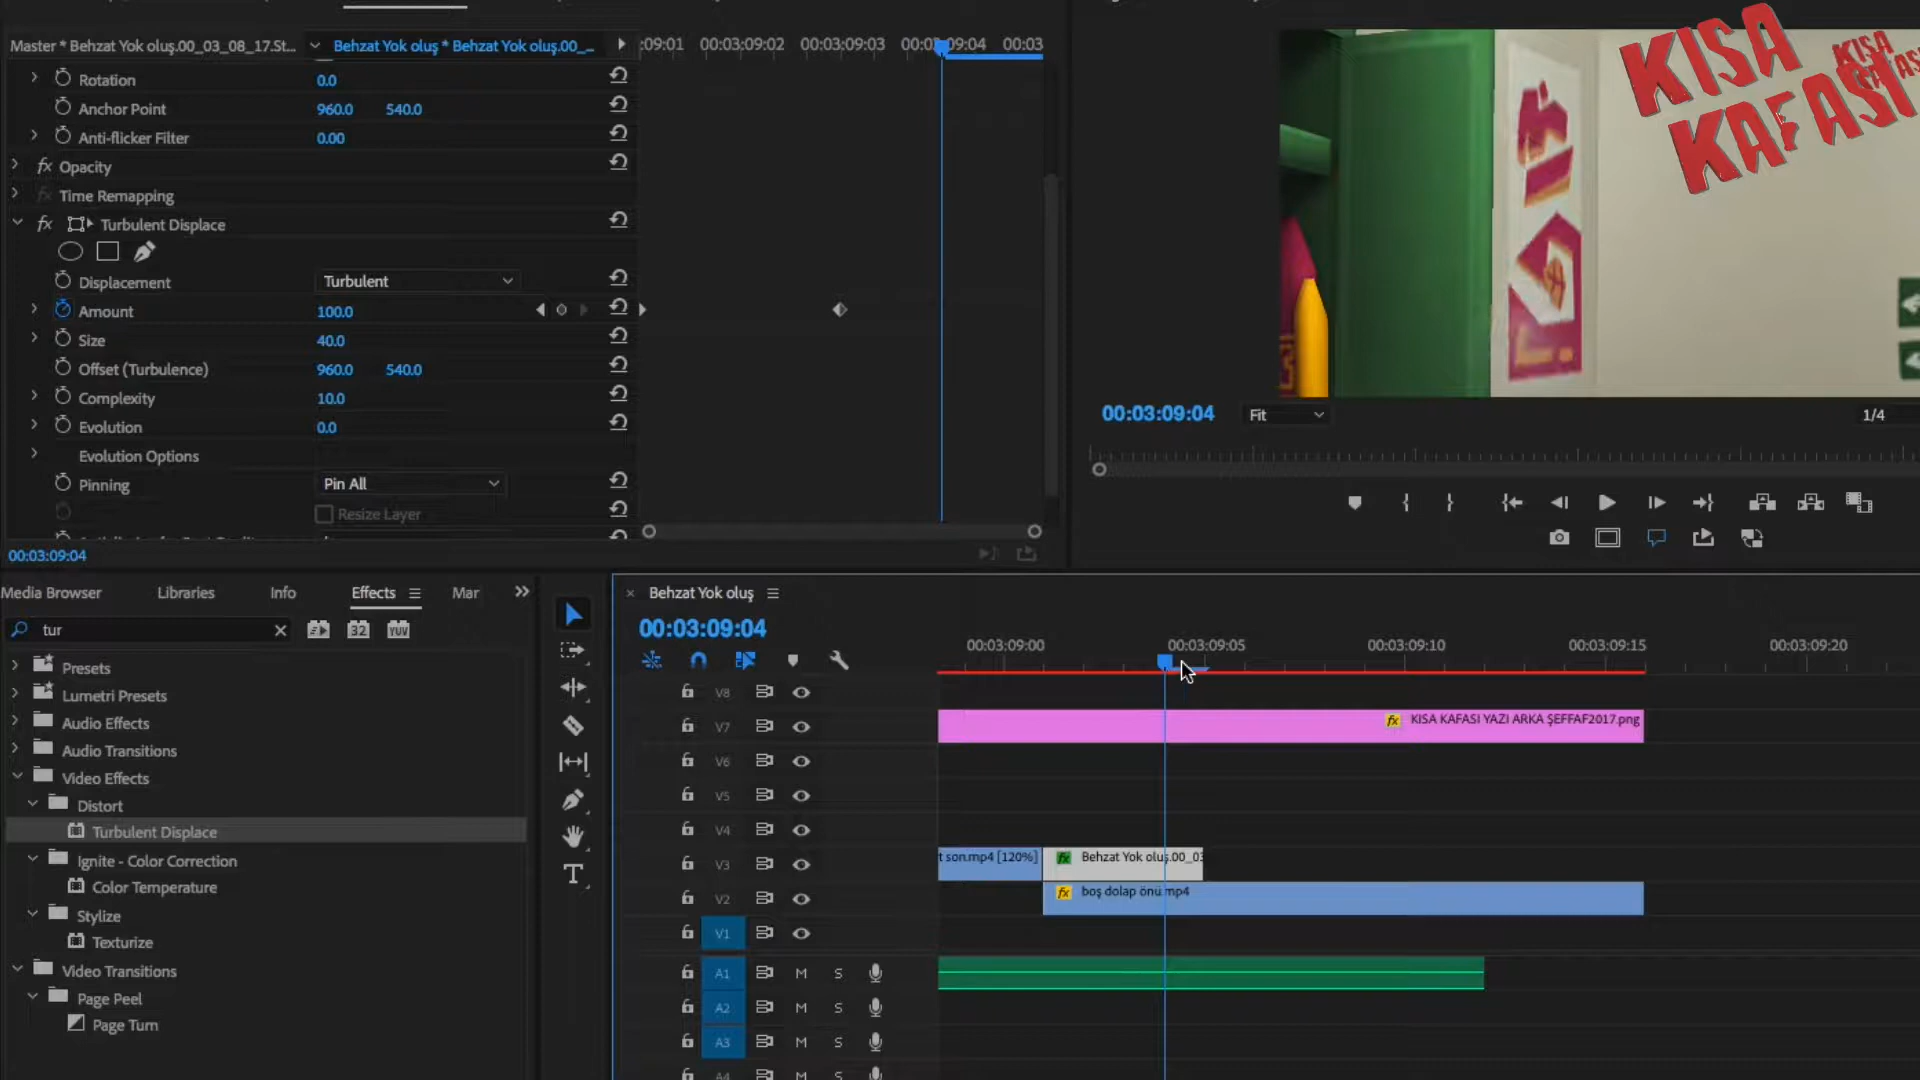 Master * Behzat Yok oluş.00_03_08_17.St...
Behzat Yok oluş * Behzat Yok oluş.00_...
:09:01
00:03:09:02
00:03:09:03
00:03:09:04
00:03
Rotation
0.0
Anchor Point
960.0
540.0
Anti-flicker Filter
0.00
fx Opacity
Time Remapping
fx Turbulent Displace
Displacement
Turbulent
Amount
100.0
Size
40.0
Offset (Turbulence)
960.0
540.0
Complexity
10.0
Evolution
0.0
Evolution Options
Pinning
Pin All
Resize Layer
00:03:09:04
KISA
KAFASI
KISA
00:03:09:04
Fit
1/4
Media Browser
Libraries
Info
Effects
Mar
tur
32
YUV
Presets
Lumetri Presets
Audio Effects
Audio Transitions
Video Effects
Distort
Turbulent Displace
Ignite - Color Correction
Color Temperature
Stylize
Texturize
Video Transitions
Page Peel
Page Turn
Behzat Yok oluş
00:03:09:04
00:03:09:00
00:03:09:05
00:03:09:10
00:03:09:15
00:03:09:20
V8
V7
fx KISA KAFASI YAZI ARKA ŞEFFAF2017.png
V6
V5
V4
V3
t son.mp4 [120%]
fx Behzat Yok oluş.00_03
V2
fx boş dolap önü.mp4
V1
A1 M S
A2 M S
A3 M S
A4 M S